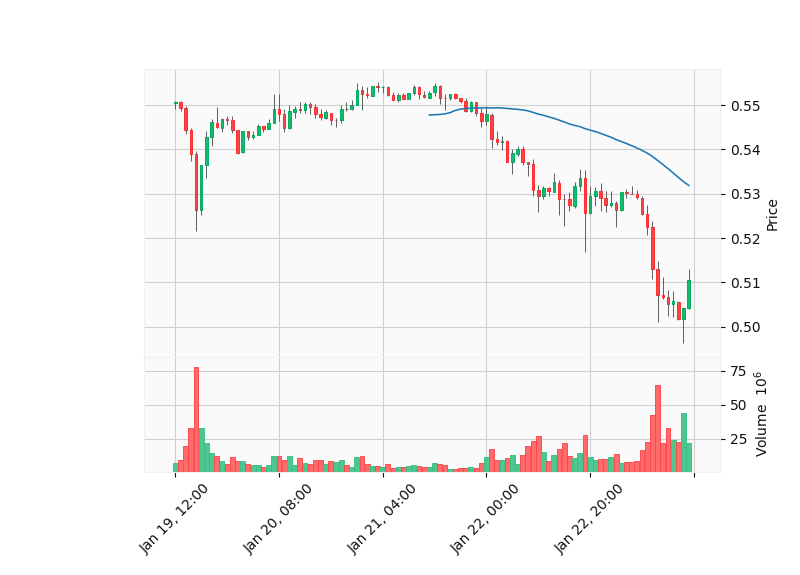 0.55
0.54
0.53
0.52
0.51
0.50
Price
75
50
25
Volume 10^6
Jan 19, 12:00
Jan 20, 08:00
Jan 21, 04:00
Jan 22, 00:00
Jan 22, 20:00